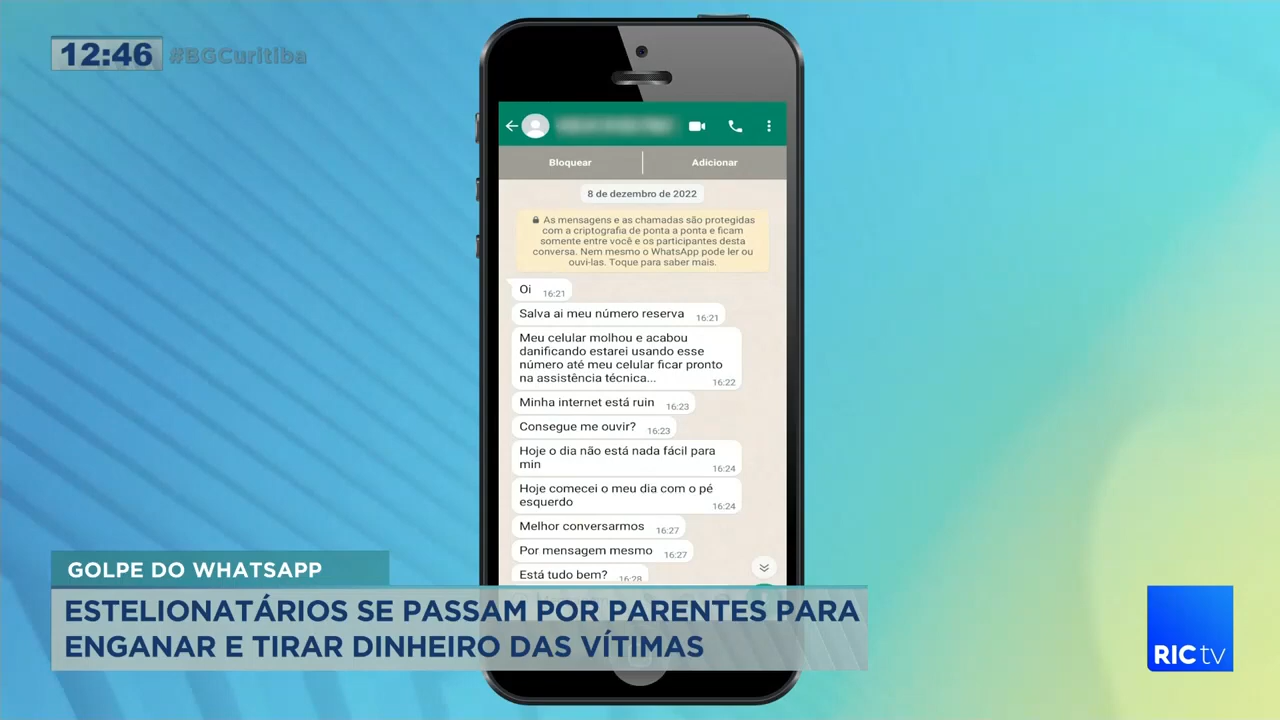 12:46 #BGCuritiba
Bloquear
Adicionar
8 de dezembro de 2022
As mensagens e as chamadas são protegidas
com a criptografia de ponta a ponta e ficam
somente entre você e os participantes desta
conversa. Nem mesmo o WhatsApp pode ler ou
ouvi-las. Toque para saber mais.
Oi 16:21
Salva ai meu número reserva 16:21
Meu celular molhou e acabou
danificando estarei usando esse
número até meu celular ficar pronto
na assistência técnica... 16:22
Minha internet está ruin 16:23
Consegue me ouvir? 16:23
Hoje o dia não está nada fácil para
min 16:24
Hoje comecei o meu dia com o pé
esquerdo 16:24
Melhor conversarmos 16:27
Por mensagem mesmo 16:27
Está tudo bem? 16:28
GOLPE DO WHATSAPP
ESTELIONATÁRIOS SE PASSAM POR PARENTES PARA
ENGANAR E TIRAR DINHEIRO DAS VÍTIMAS
RIC tv